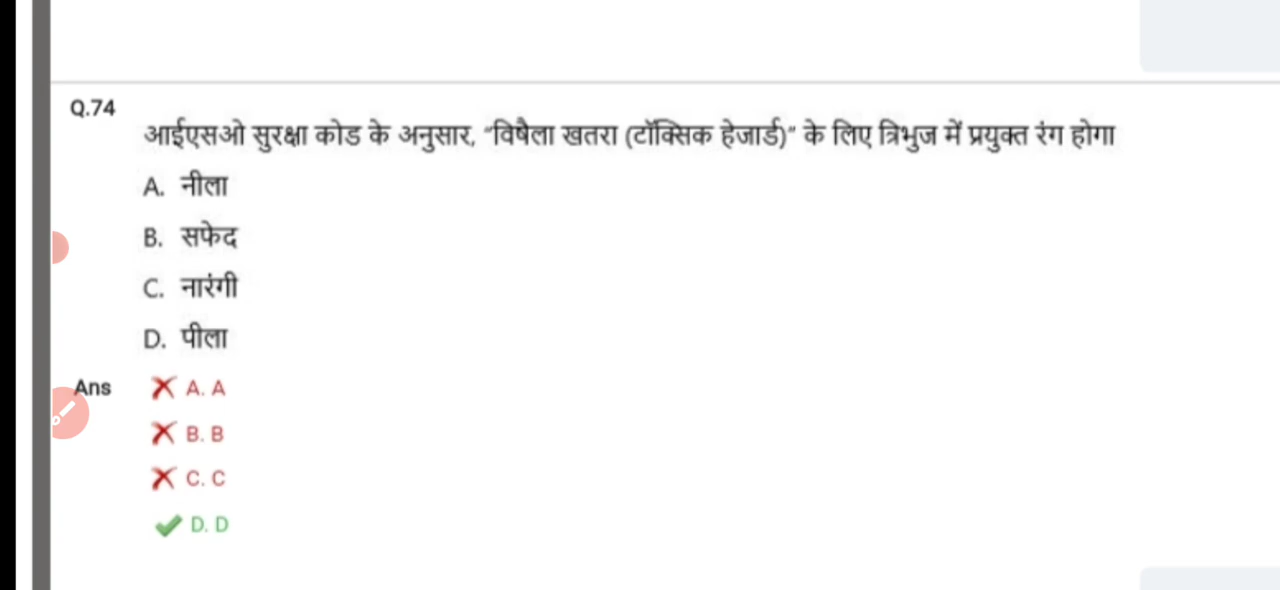 Q.74
आईएसओ सुरक्षा कोड के अनुसार, "विषैला खतरा (टॉक्सिक हेजार्ड)" के लिए त्रिभुज में प्रयुक्त रंग होगा
A. नीला
B. सफेद
C. नारंगी
D. पीला
Ans A. A
B. B
C. C
D. D